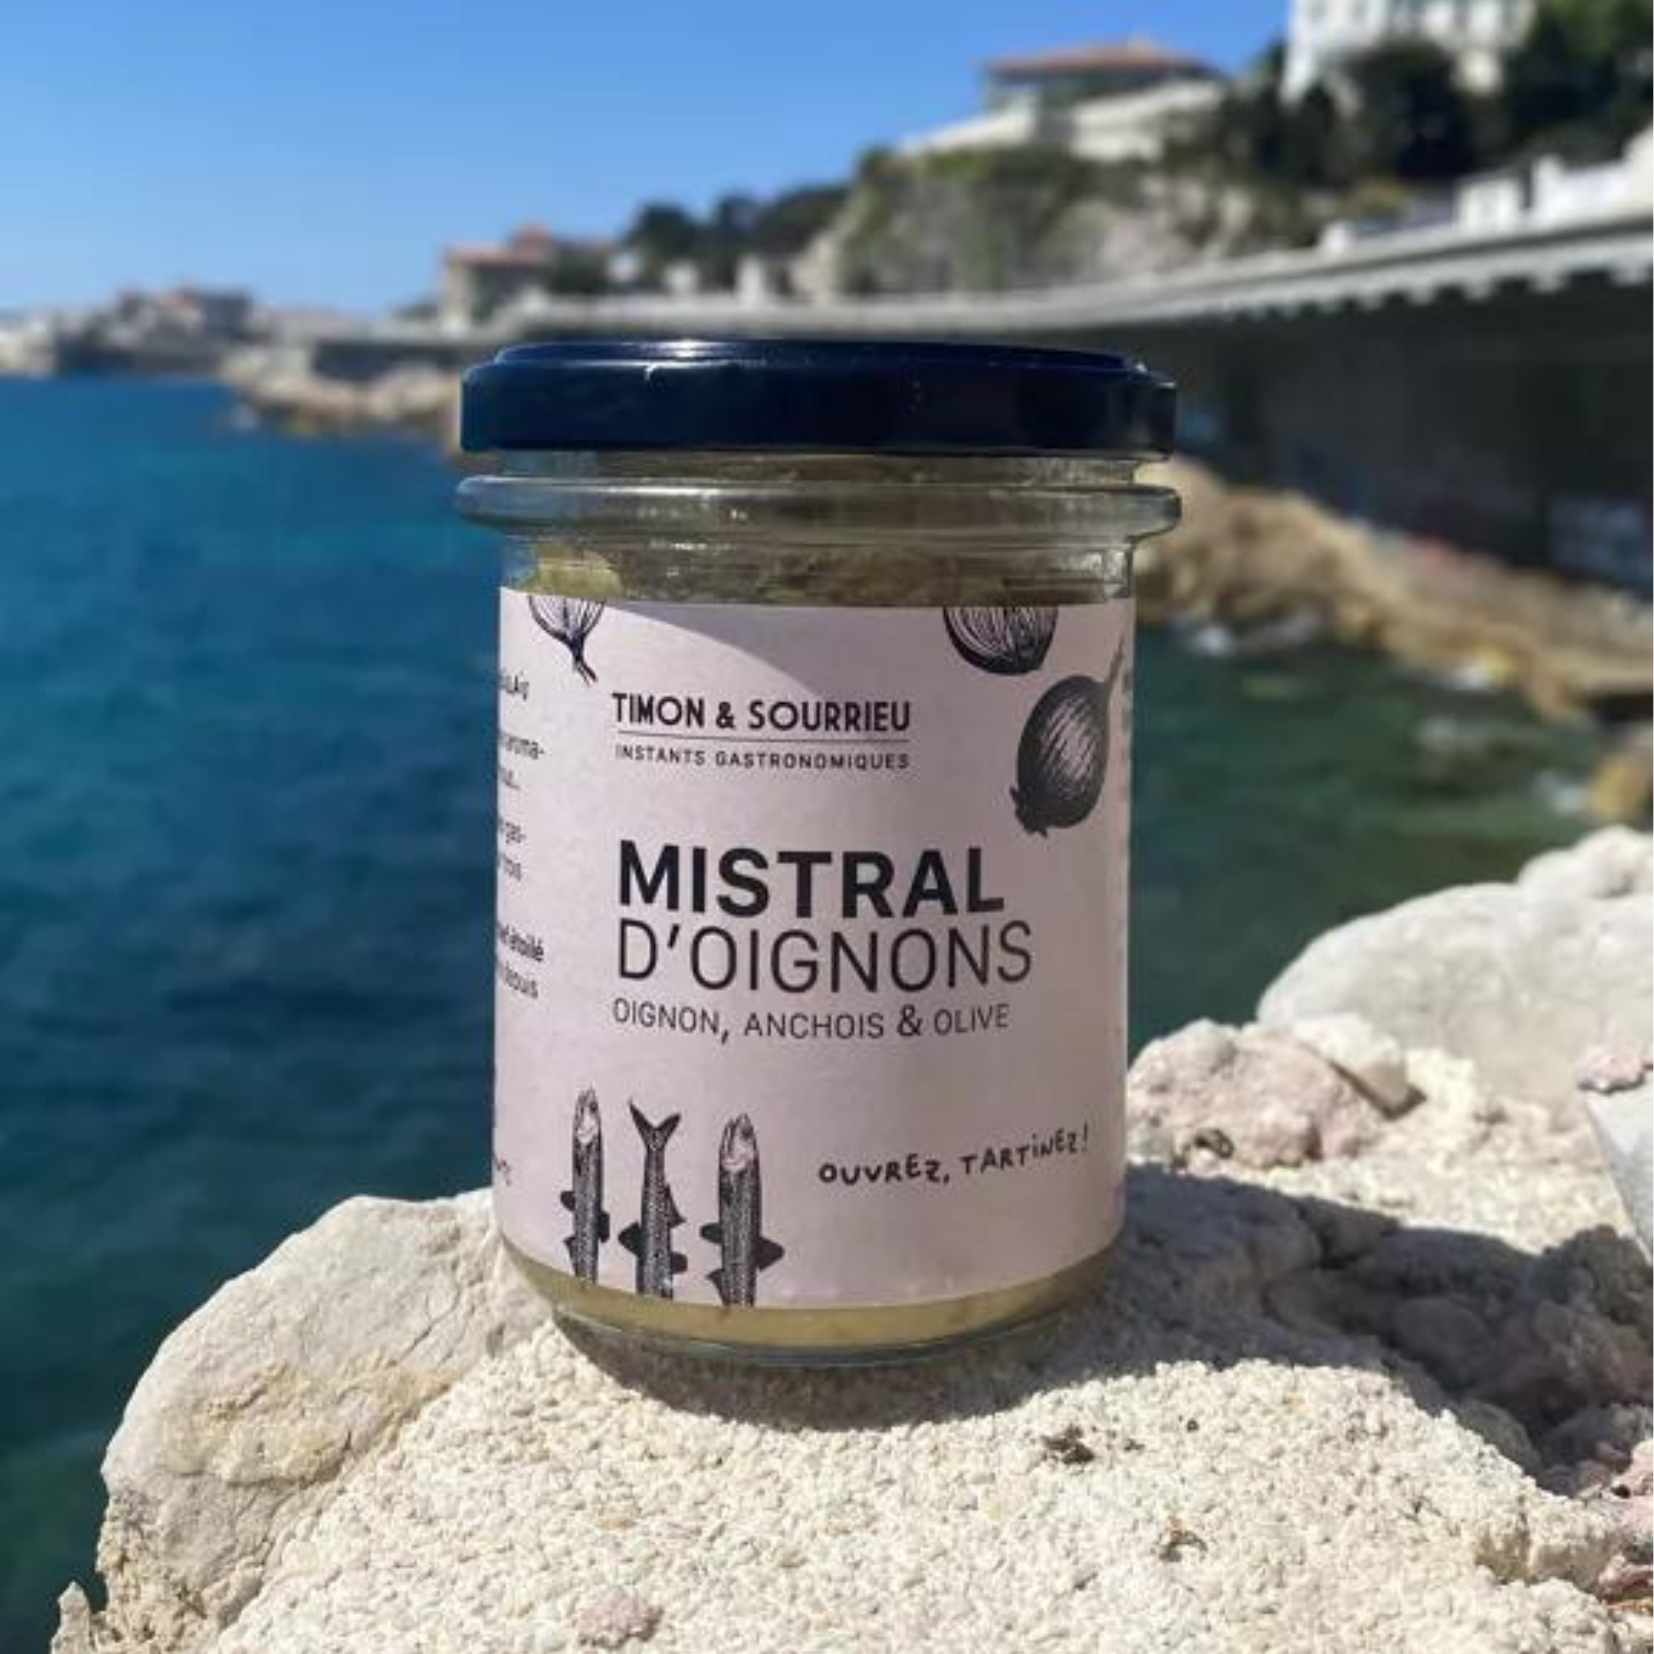 TIMON & SOURRIEU
INSTANTS GASTRONOMIQUES
MISTRAL
D'OIGNONS
OIGNON, ANCHOIS & OLIVE
OUVREZ, TARTINEZ!